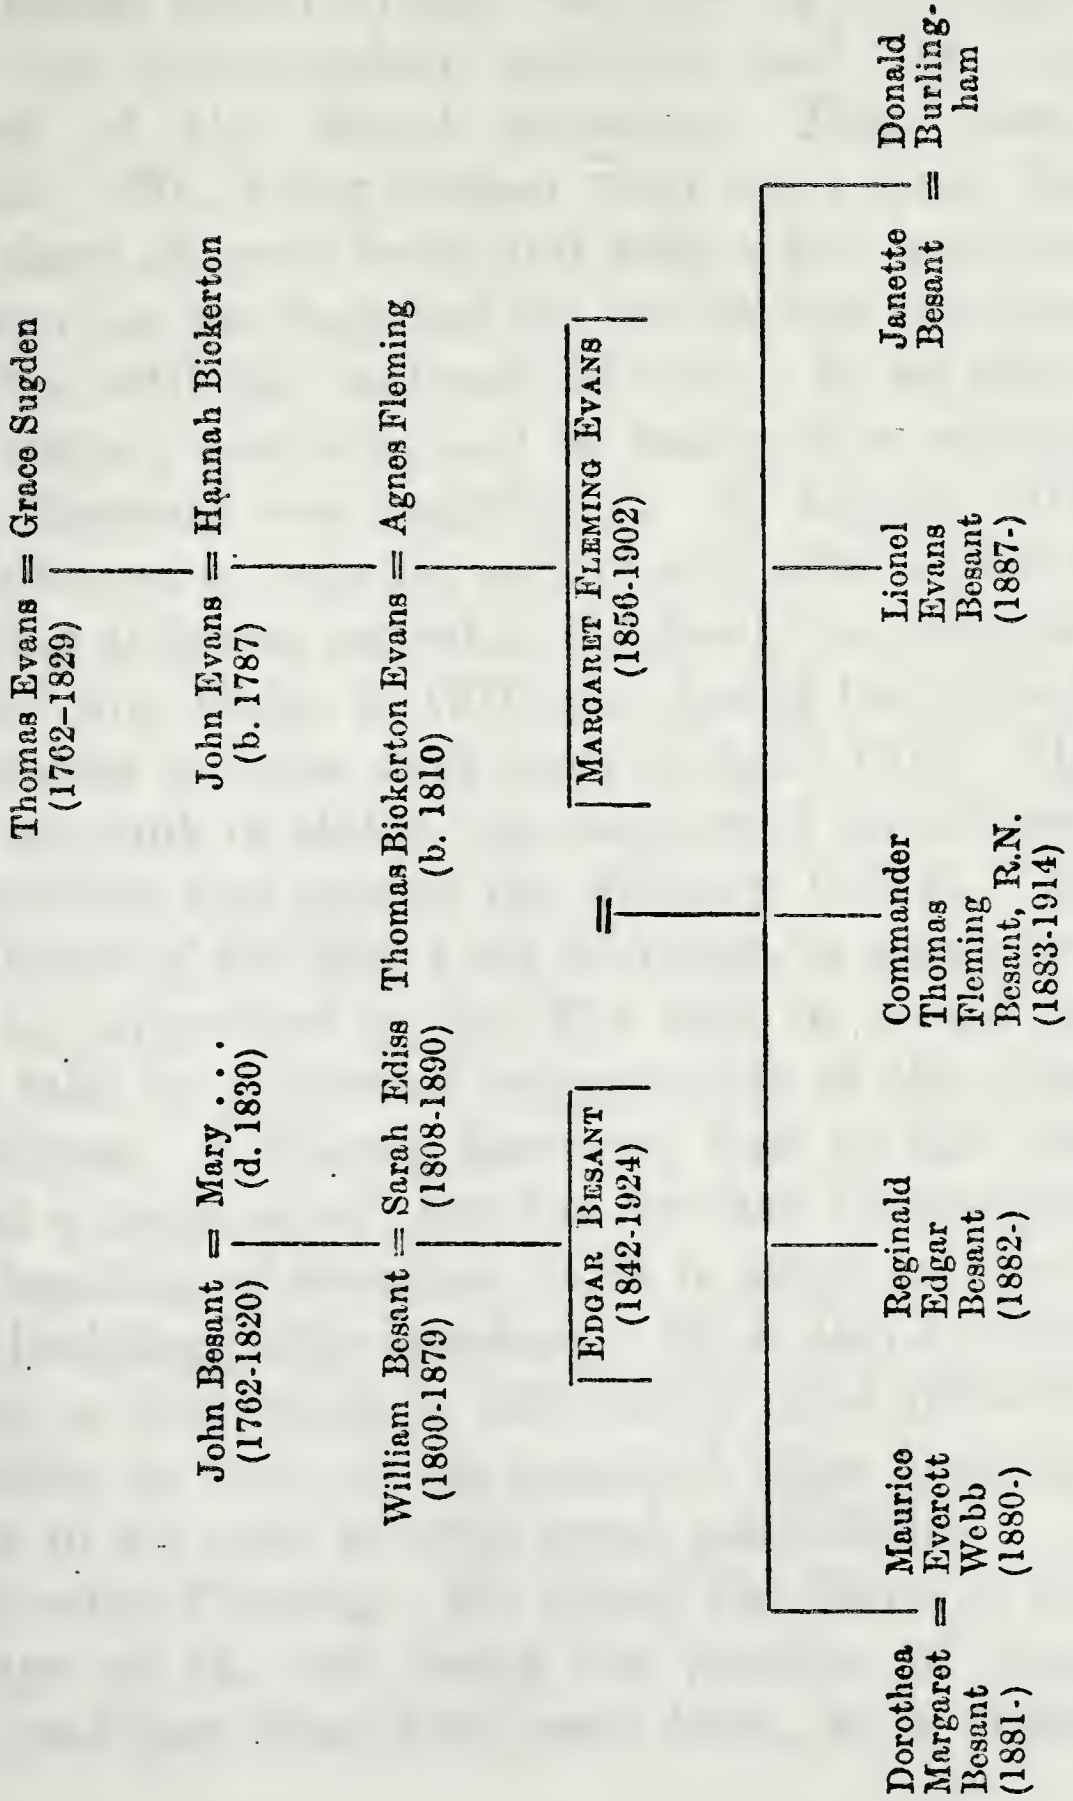 Thomas Evans = Grace Sugden
(1762–1829)
John Besant = Mary . . .
(1762-1820) (d. 1830)
John Evans = Hannah Bickerton
(b. 1787)
William Besant = Sarah Ediss
(1800-1879) (1808-1890)
Thomas Bickerton Evans = Agnes Fleming
(b. 1810)
EDGAR BESANT
(1842-1924)
=
MARGARET FLEMING EVANS
(1856-1902)
Dorothea
Margaret
Besant
(1881-)
=
Maurice
Everett
Webb
(1880-)
Reginald
Edgar
Besant
(1882-)
Commander
Thomas
Fleming
Besant, R.N.
(1883-1914)
Lionel
Evans
Besant
(1887-)
Janette
Besant
=
Donald
Burling-
ham